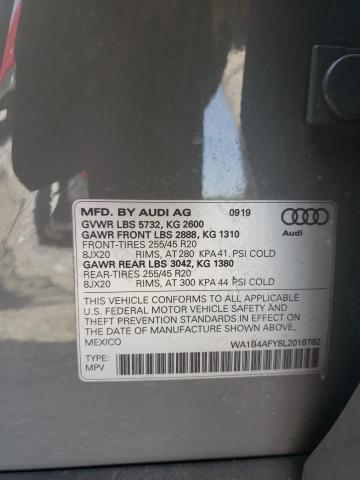 MFD. BY AUDI AG 09/19
GVWR LBS 5732, KG 2600
GAWR FRONT LBS 2888, KG 1310
FRONT-TIRES 255/45 R20
8JX20 RIMS, AT 280 KPA 41, PSI COLD
GAWR REAR LBS 3042, KG 1380
REAR-TIRES 255/45 R20
8JX20 RIMS, AT 300 KPA 44 PSI COLD
THIS VEHICLE CONFORMS TO ALL APPLICABLE
U.S. FEDERAL MOTOR VEHICLE SAFETY AND
THEFT PREVENTION STANDARDS IN EFFECT ON
THE DATE OF MANUFACTURE SHOWN ABOVE.
MEXICO WA1B4AFY8L2018782
TYPE:
MPV
Audi